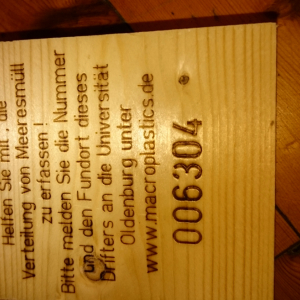 Helfen Sie mit, die
Verteilung von Meeresmüll
zu erfassen!
Bitte melden Sie die Nummer
und den Fundort dieses
Drifters an die Universität
Oldenburg unter
www.macroplastics.de
006304